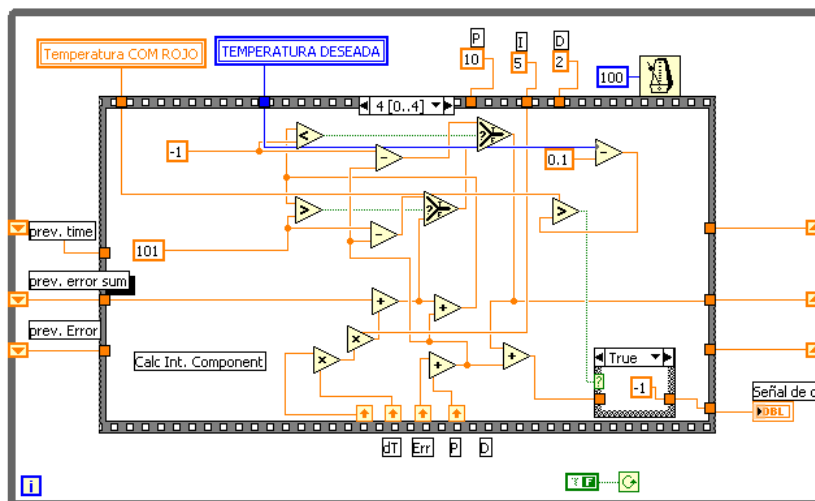 P
I
D
Temperatura COM ROJO
TEMPERATURA DESEADA
10
5
2
100
4 [0..4]
T
F
-1
<
-
?
0.1
-
>
-
?
T
F
>
prev. time
101
prev. error sum
+
+
prev. Error
x
x
+
+
True
Calc Int. Component
?
-1
Señal de
DBL
dT
Err
P
D
i
T F